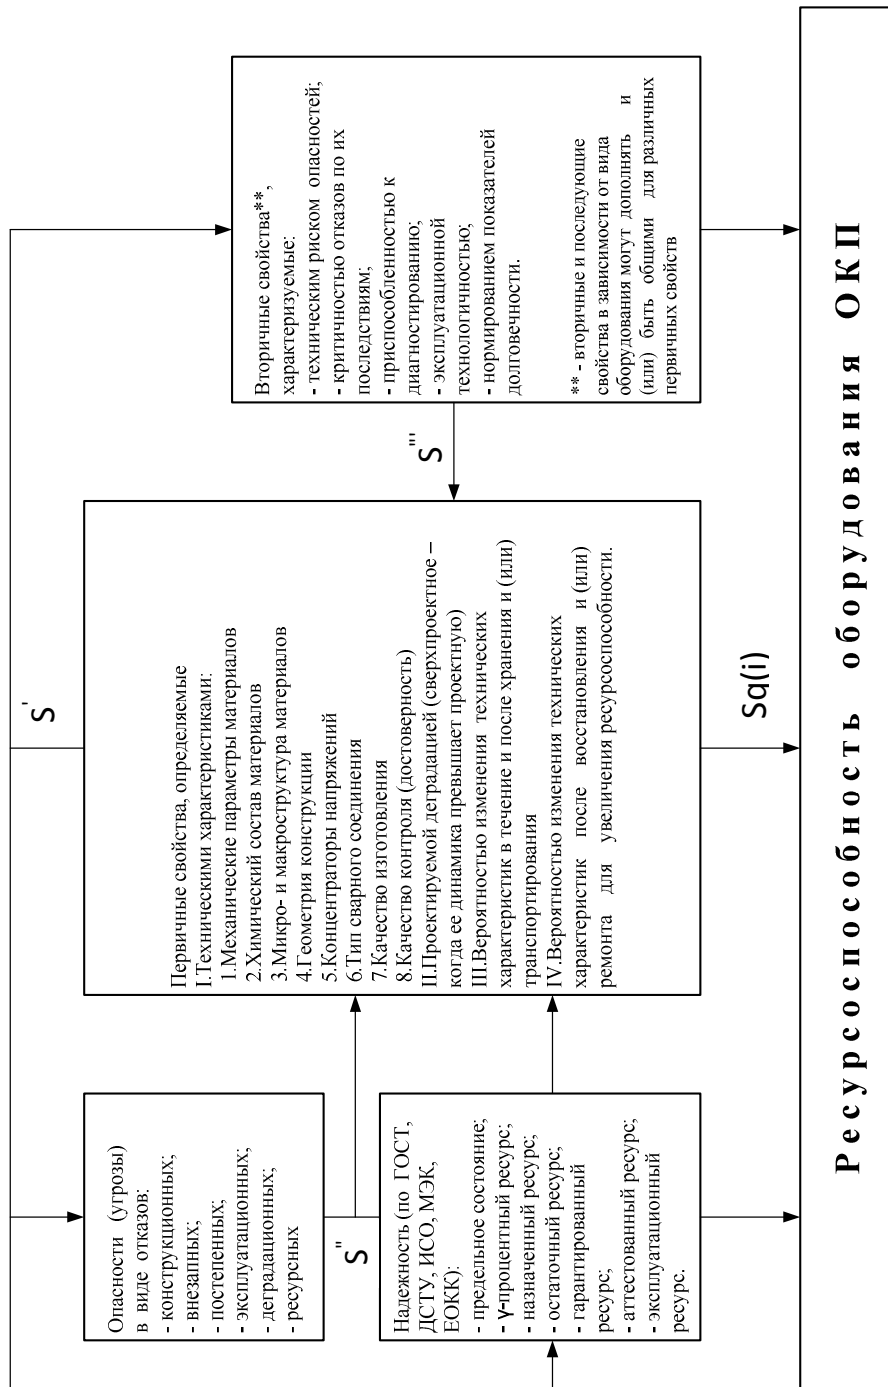 Опасности (угрозы)
в виде отказов:
- конструкционных;
- внезапных;
- постепенных;
- эксплуатационных;
- деградационных;
- ресурсных
S''
Надежность (по ГОСТ,
ДСТУ, ИСО, МЭК,
ЕОКК):
- предельное состояние;
- γ-процентный ресурс;
- назначенный ресурс;
- остаточный ресурс;
- гарантированный
ресурс;
- аттестованный ресурс;
- эксплуатационный
ресурс.
S'
Первичные свойства, определяемые
I.Техническими характеристиками:
1.Механические параметры материалов
2.Химический состав материалов
3.Микро- и макроструктура материалов
4.Геометрия конструкции
5.Концентраторы напряжений
6.Тип сварного соединения
7.Качество изготовления
8.Качество контроля (достоверность)
II.Проектируемой деградацией (сверхпроектное –
когда ее динамика превышает проектную)
III.Вероятностью изменения технических
характеристик в течение и после хранения и (или)
транспортирования
IV.Вероятностью изменения технических
характеристик после восстановления и (или)
ремонта для увеличения ресурсоспособности.
Sq(i)
S'''
Вторичные свойства**,
характеризуемые:
- техническим риском опасностей;
- критичностью отказов по их
последствиям;
- приспособленностью к
диагностированию;
- эксплуатационной
технологичностью;
- нормированием показателей
долговечности.
** - вторичные и последующие
свойства в зависимости от вида
оборудования могут дополнять и
(или) быть общими для различных
первичных свойств
Ресурсоспособность оборудования ОКП